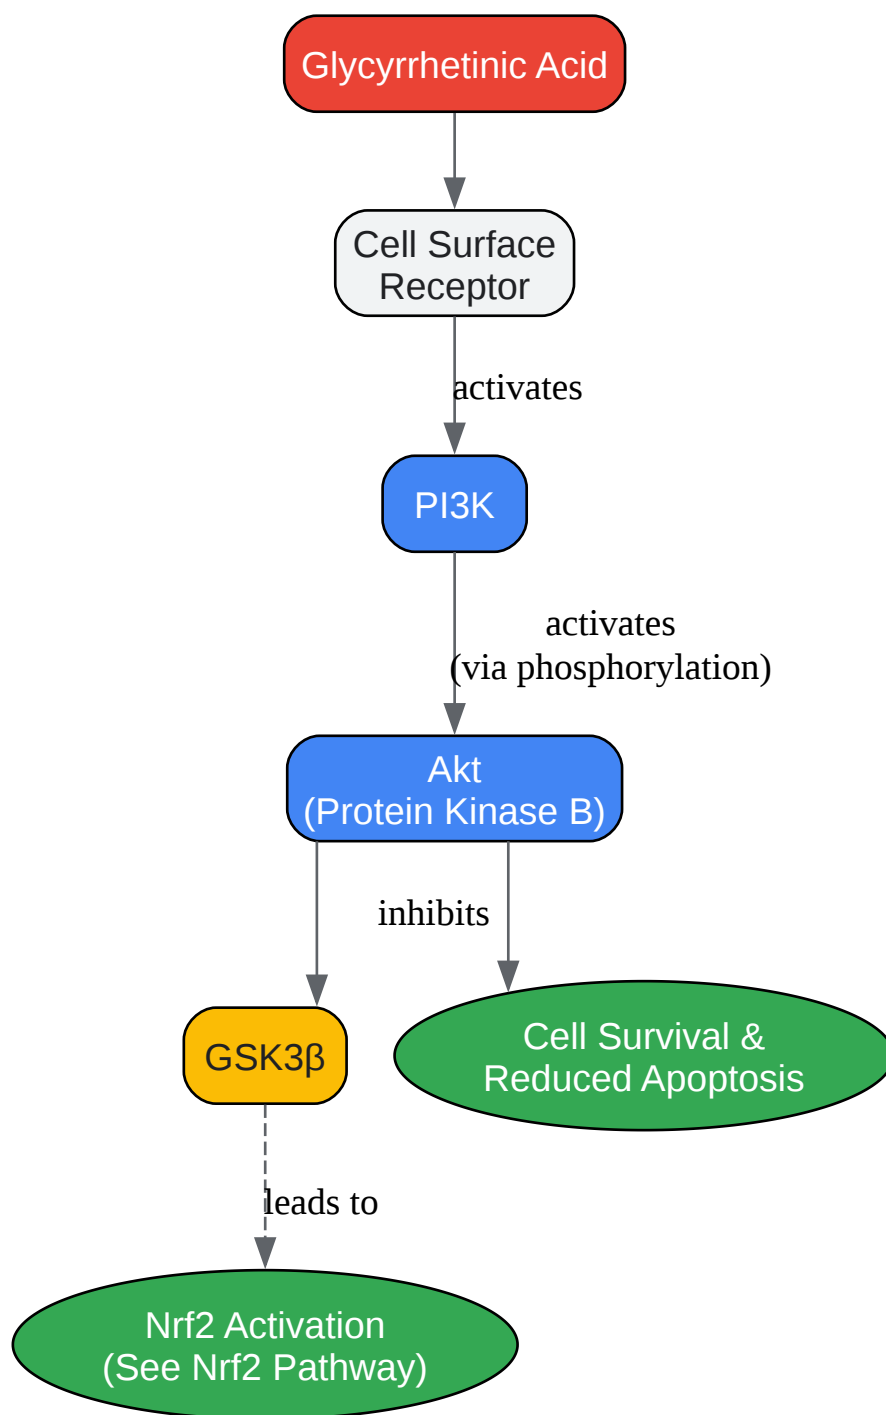 Glycyrrhetinic Acid
Cell Surface
Receptor
activates
PI3K
activates
(via phosphorylation)
Akt
(Protein Kinase B)
inhibits
GSK3β
Cell Survival &
Reduced Apoptosis
leads to
Nrf2 Activation
(See Nrf2 Pathway)